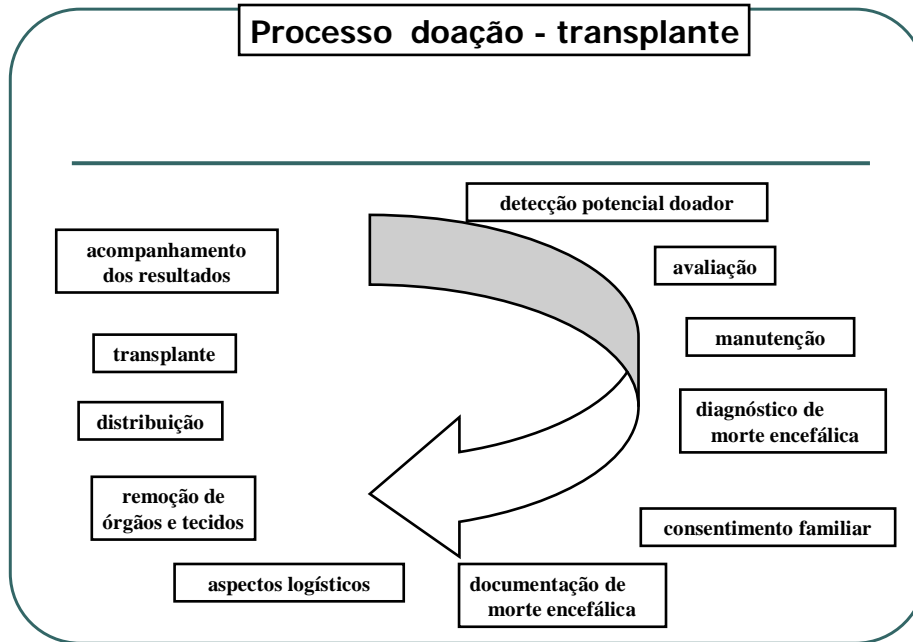 Processo doação - transplante
detecção potencial doador
avaliação
manutenção
diagnóstico de
morte encefálica
consentimento familiar
documentação de
morte encefálica
aspectos logísticos
remoção de
órgãos e tecidos
distribuição
transplante
acompanhamento
dos resultados